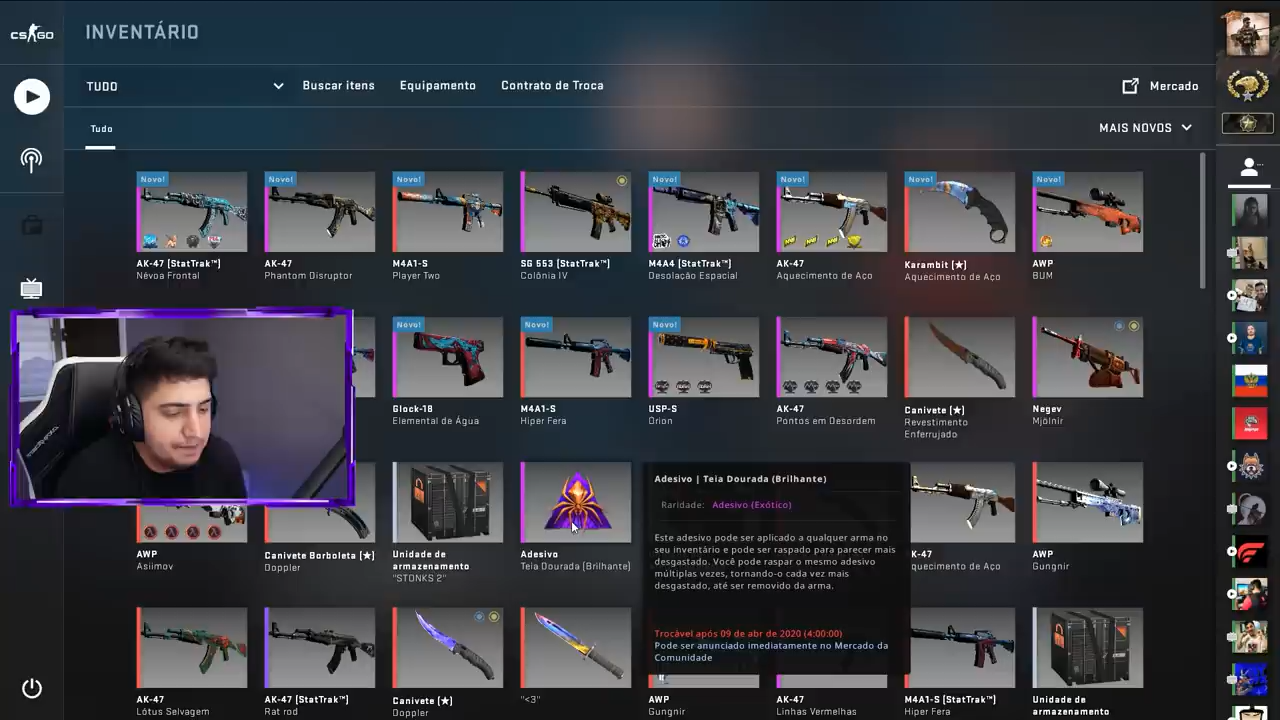 CS GO
INVENTÁRIO
TUDO
Buscar itens
Equipamento
Contrato de Troca
Mercado
Tudo
MAIS NOVOS
Novo!
Novo!
Novo!
Novo!
Novo!
Novo!
Novo!
AK-47 [StatTrak™]
Névoa Frontal
AK-47
Phantom Disruptor
M4A1-S
Player Two
SG 553 [StatTrak™]
Colônia IV
M4A4 [StatTrak™]
Desolação Espacial
AK-47
Aquecimento de Aço
Karambit [★]
Aquecimento de Aço
AWP
BUM
Novo!
Novo!
Novo!
Glock-18
Elemental de Água
M4A1-S
Hiper Fera
USP-S
Orion
AK-47
Pontos em Desordem
Canivete [★]
Revestimento
Enferrujado
Negev
Mjölnir
AWP
Asiimov
Canivete Borboleta [★]
Doppler
Unidade de
armazenamento
"STONKS 2"
Adesivo
Teia Dourada (Brilhante)
Adesivo | Teia Dourada (Brilhante)
Raridade: Adesivo (Exótico)
Este adesivo pode ser aplicado a qualquer arma no
seu inventário e pode ser raspado para parecer mais
desgastado. Você pode raspar o mesmo adesivo
múltiplas vezes, tornando-o cada vez mais
desgastado, até ser removido da arma.
Trocável após 09 de abr de 2020 (4:00:00)
Pode ser anunciado imediatamente no Mercado da
Comunidade
K-47
quecimento de Aço
AWP
Gungnir
AK-47
Lótus Selvagem
AK-47 [StatTrak™]
Rat rod
Canivete [★]
Doppler
"<3"
AWP
Gungnir
AK-47
Linhas Vermelhas
M4A1-S [StatTrak™]
Hiper Fera
Unidade de
armazenamento